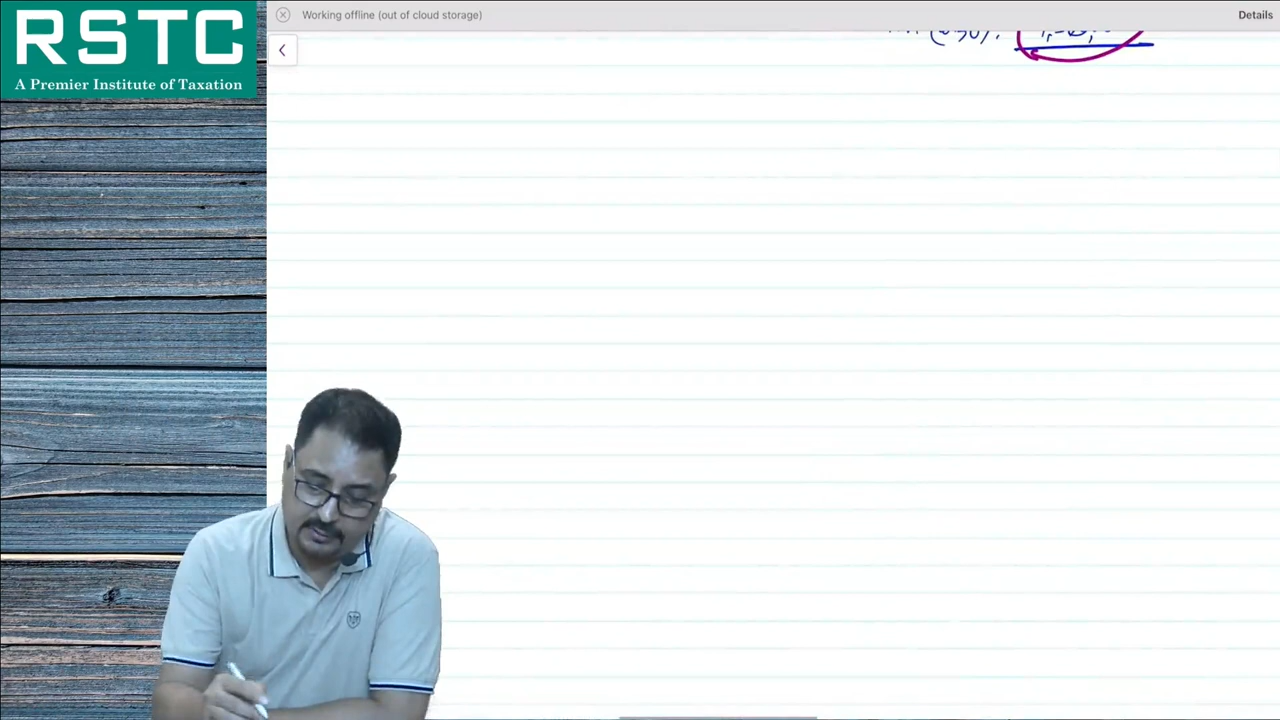 RSTC
A Premier Institute of Taxation
Working offline (out of cloud storage)
Details